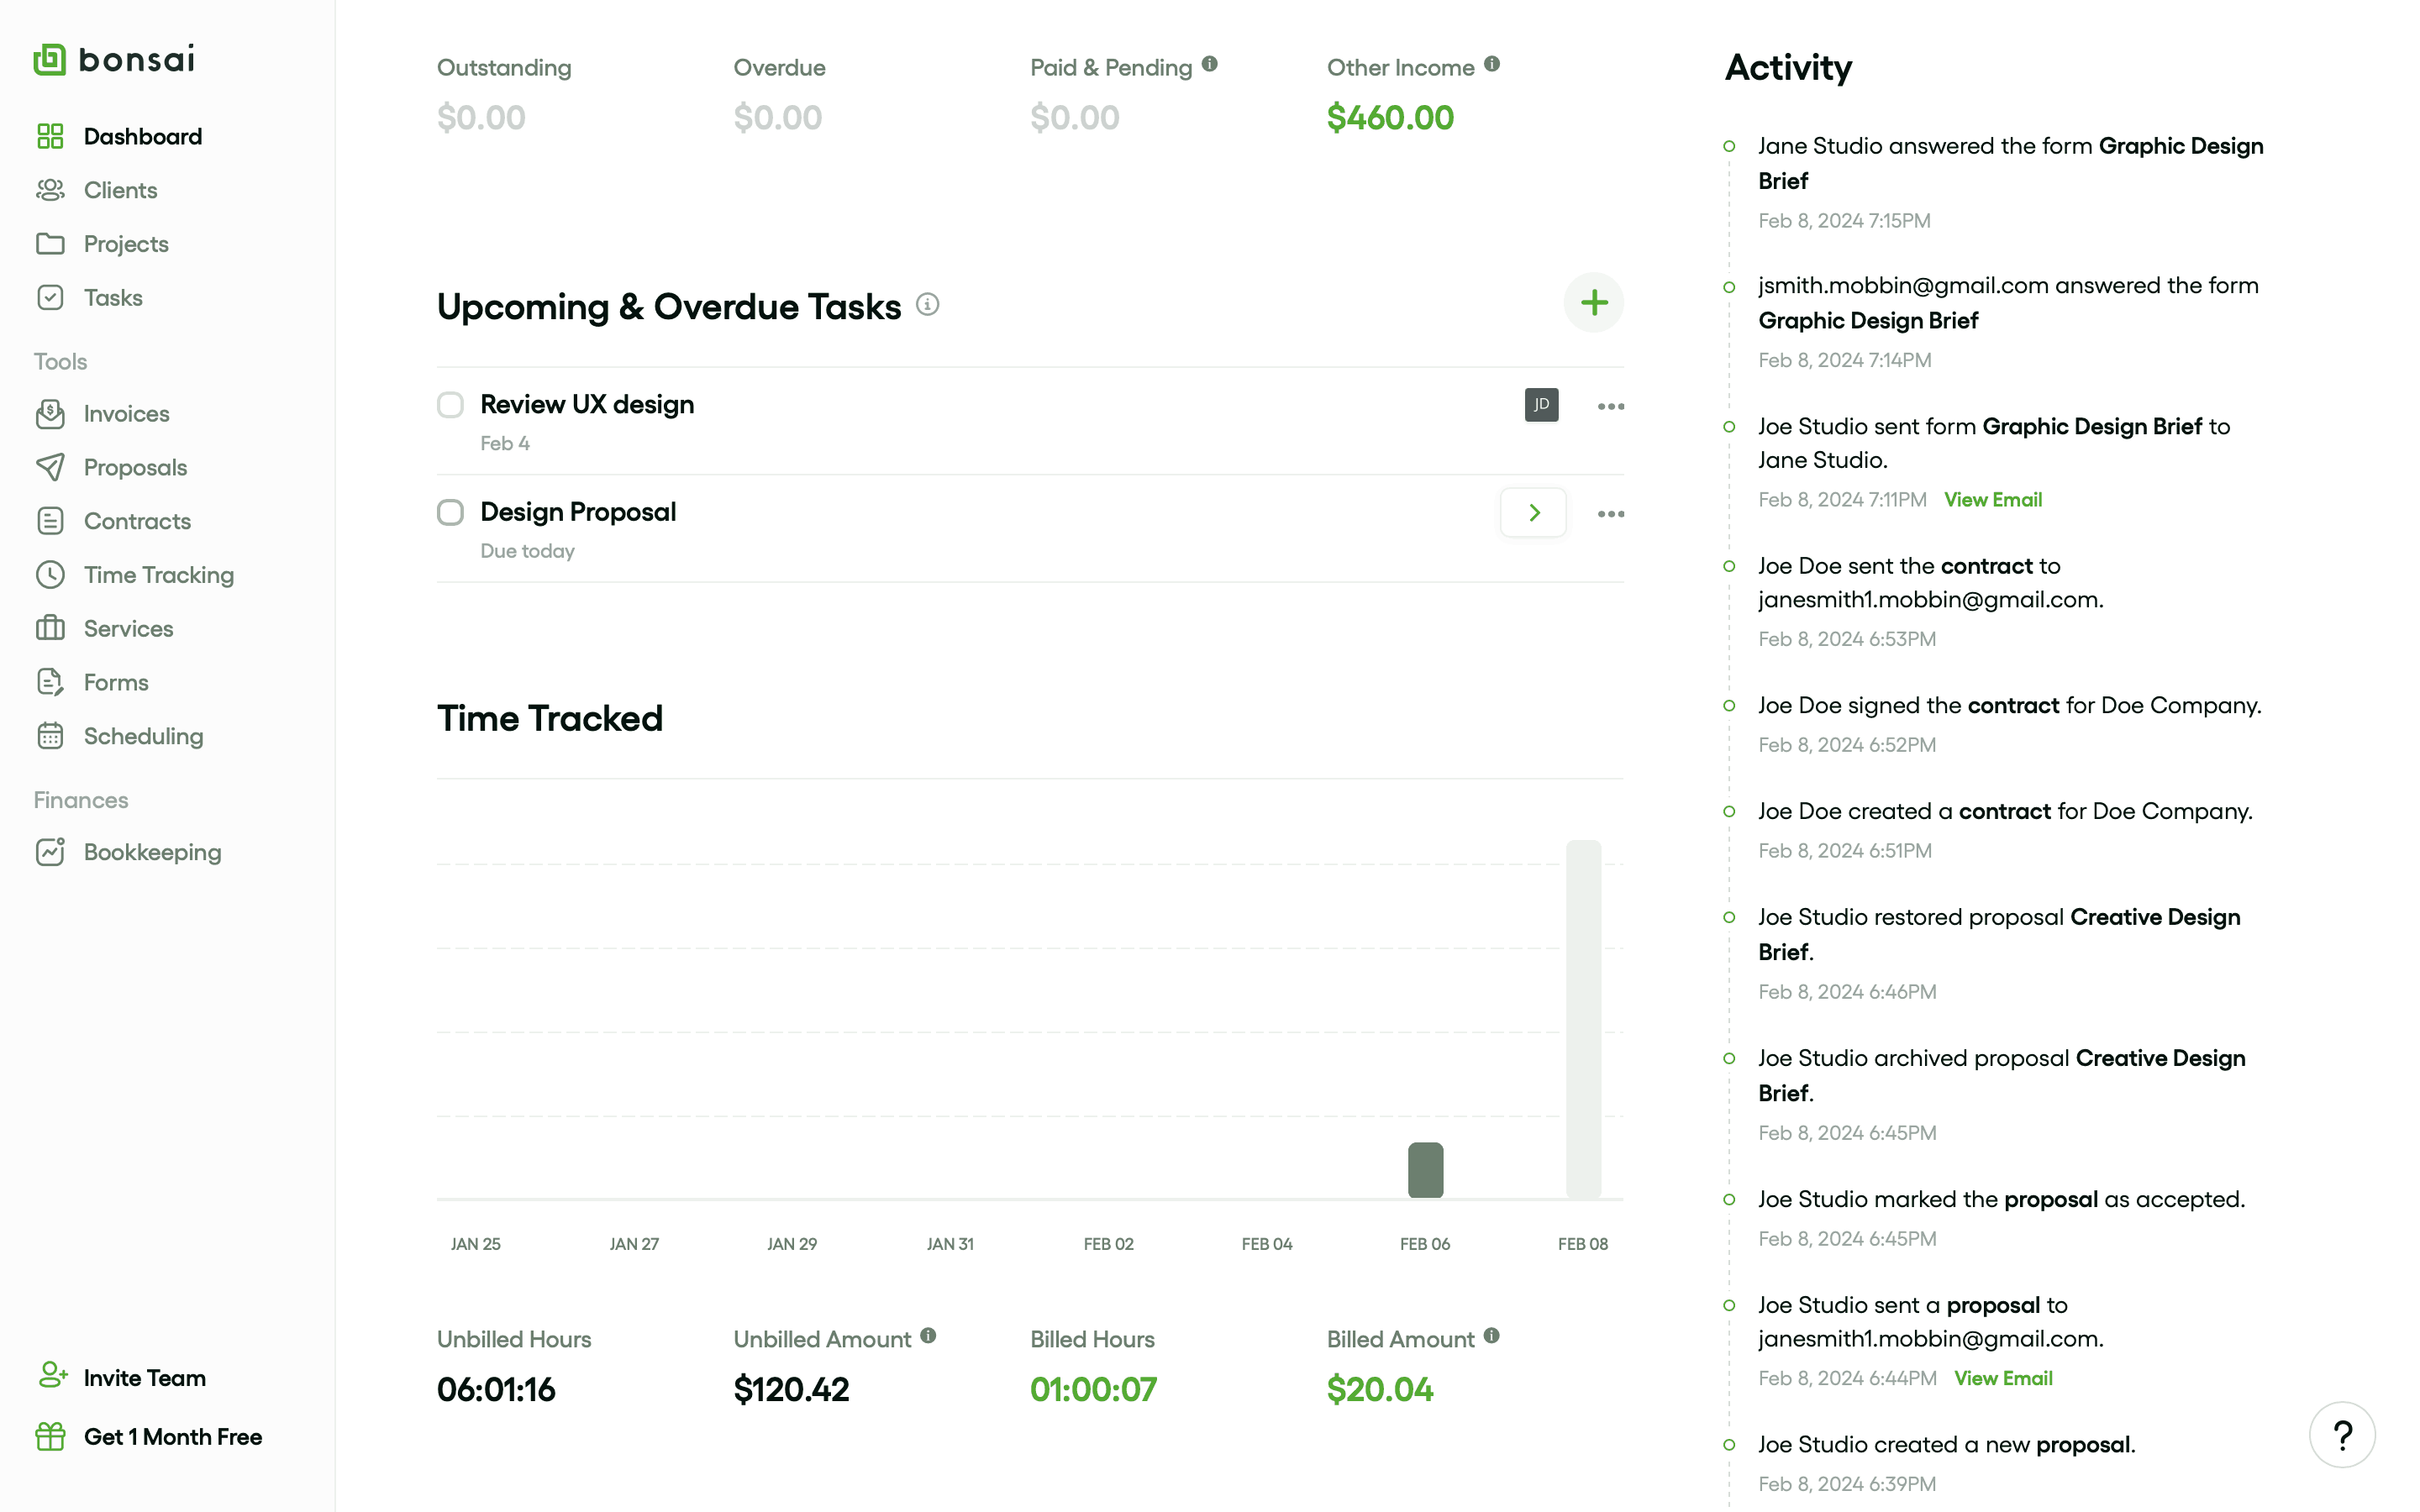 bonsai
Dashboard
Clients
Projects
Tasks
Tools
Invoices
Proposals
Contracts
Time Tracking
Services
Forms
Scheduling
Finances
Bookkeeping
Invite Team
Get 1 Month Free
Outstanding
$0.00
Overdue
$0.00
Paid & Pending
$0.00
Other Income
$460.00
Upcoming & Overdue Tasks
Review UX design
Feb 4
JD
Design Proposal
Due today
Time Tracked
JAN 25 JAN 27 JAN 29 JAN 31 FEB 02 FEB 04 FEB 06 FEB 08
Unbilled Hours
06:01:16
Unbilled Amount
$120.42
Billed Hours
01:00:07
Billed Amount
$20.04
Activity
Jane Studio answered the form Graphic Design
Brief
Feb 8, 2024 7:15PM
jsmith.mobbin@gmail.com answered the form
Graphic Design Brief
Feb 8, 2024 7:14PM
Joe Studio sent form Graphic Design Brief to
Jane Studio.
Feb 8, 2024 7:11PM View Email
Joe Doe sent the contract to
janesmith1.mobbin@gmail.com.
Feb 8, 2024 6:53PM
Joe Doe signed the contract for Doe Company.
Feb 8, 2024 6:52PM
Joe Doe created a contract for Doe Company.
Feb 8, 2024 6:51PM
Joe Studio restored proposal Creative Design
Brief.
Feb 8, 2024 6:46PM
Joe Studio archived proposal Creative Design
Brief.
Feb 8, 2024 6:45PM
Joe Studio marked the proposal as accepted.
Feb 8, 2024 6:45PM
Joe Studio sent a proposal to
janesmith1.mobbin@gmail.com.
Feb 8, 2024 6:44PM View Email
Joe Studio created a new proposal.
Feb 8, 2024 6:39PM
?